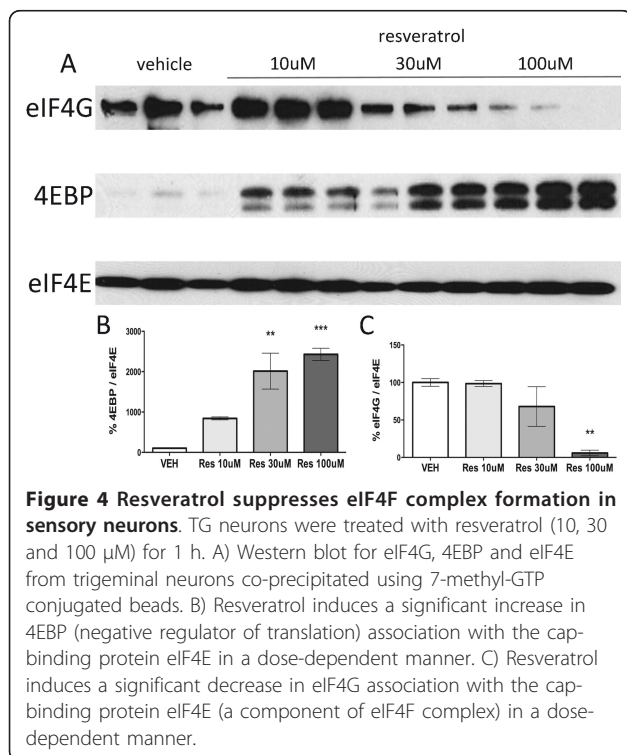 resveratrol
A vehicle 10uM 30uM 100uM
eIF4G
4EBP
eIF4E
B
% 4EBP / eIF4E
3000
2000
1000
0
** ***
VEH Res 10uM Res 30uM Res 100uM
C
% eIF4G / eIF4E
150
100
50
0
**
VEH Res 10uM Res 30uM Res 100uM
Figure 4 Resveratrol suppresses eIF4F complex formation in
sensory neurons. TG neurons were treated with resveratrol (10, 30
and 100 μM) for 1 h. A) Western blot for eIF4G, 4EBP and eIF4E
from trigeminal neurons co-precipitated using 7-methyl-GTP
conjugated beads. B) Resveratrol induces a significant increase in
4EBP (negative regulator of translation) association with the cap-
binding protein eIF4E in a dose-dependent manner. C) Resveratrol
induces a significant decrease in eIF4G association with the cap-
binding protein eIF4E (a component of eIF4F complex) in a dose-
dependent manner.